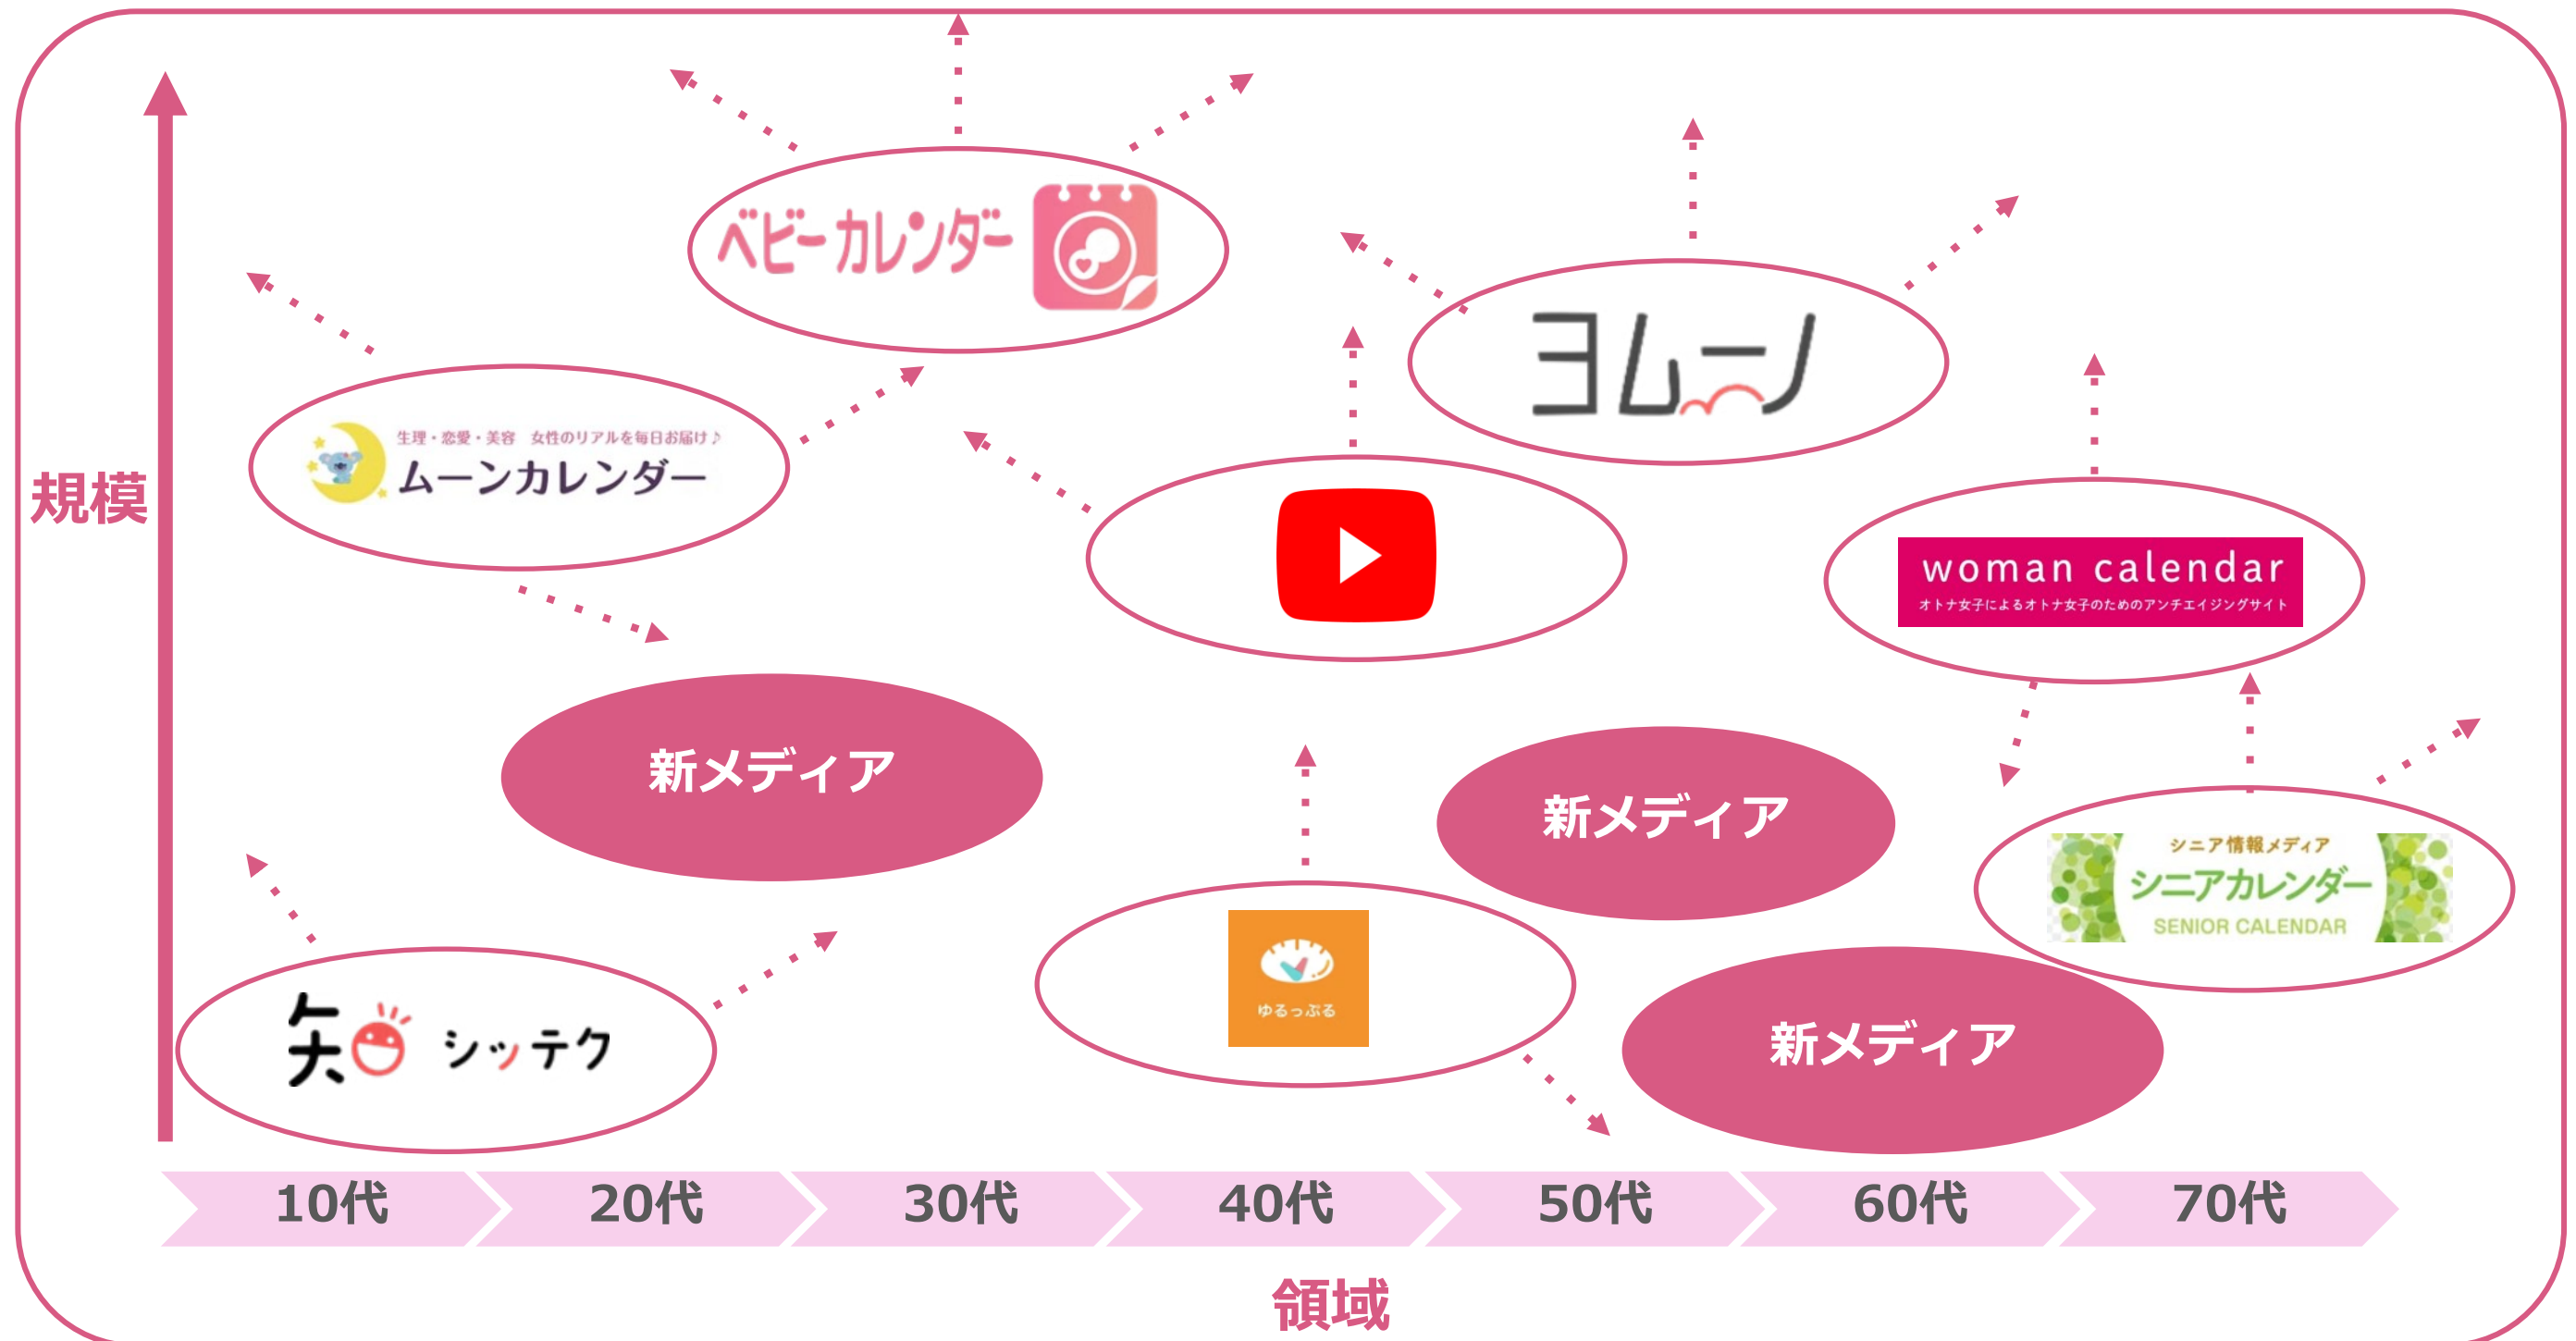 ベビーカレンダー
ヨムーノ
生理・恋愛・美容 女性のリアルを毎日お届け♪
ムーンカレンダー
規模
woman calendar
オトナ女子によるオトナ女子のためのアンチエイジングサイト
新メディア
新メディア
シニア情報メディア
シニアカレンダー
SENIOR CALENDAR
知 シッテク
ゆるっぷる
新メディア
10代
20代
30代
40代
50代
60代
70代
領域